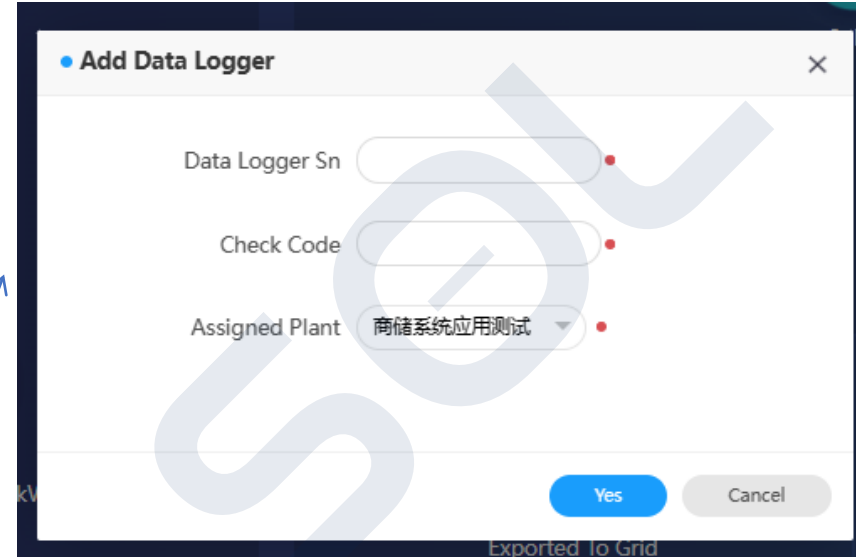 Add Data Logger
Data Logger Sn
Check Code
Assigned Plant 商储系统应用测试
Yes Cancel
Exported To Grid
SOL